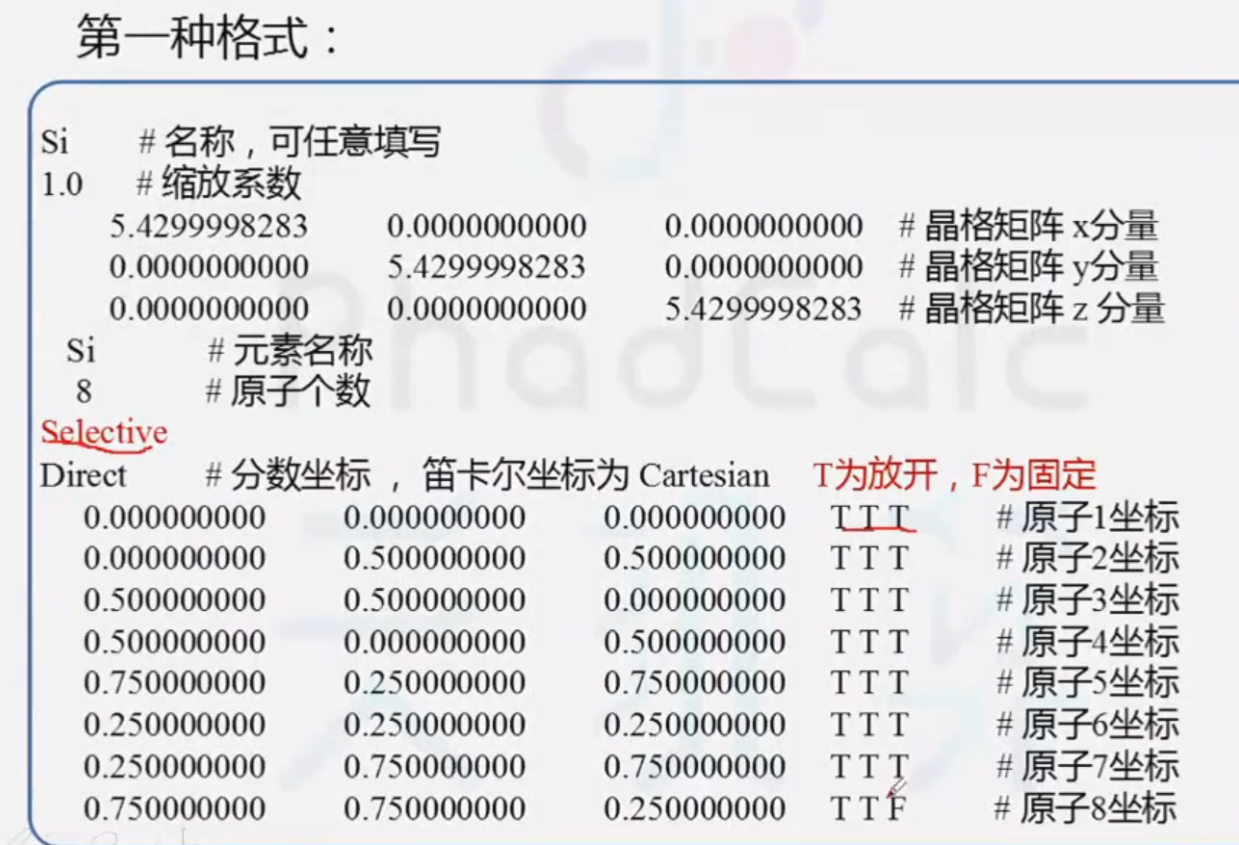 第一种格式：
Si # 名称，可任意填写
1.0 # 缩放系数
5.4299998283 0.0000000000 0.0000000000 # 晶格矩阵 x分量
0.0000000000 5.4299998283 0.0000000000 # 晶格矩阵 y分量
0.0000000000 0.0000000000 5.4299998283 # 晶格矩阵 z 分量
Si # 元素名称
8 # 原子个数
Selective
Direct # 分数坐标 ，笛卡尔坐标为 Cartesian T为放开，F为固定
0.000000000 0.000000000 0.000000000 T T T # 原子1坐标
0.000000000 0.500000000 0.500000000 T T T # 原子2坐标
0.500000000 0.500000000 0.000000000 T T T # 原子3坐标
0.500000000 0.000000000 0.500000000 T T T # 原子4坐标
0.750000000 0.250000000 0.750000000 T T T # 原子5坐标
0.250000000 0.250000000 0.250000000 T T T # 原子6坐标
0.250000000 0.750000000 0.750000000 T T T # 原子7坐标
0.750000000 0.750000000 0.250000000 T T F # 原子8坐标
PhadCalc